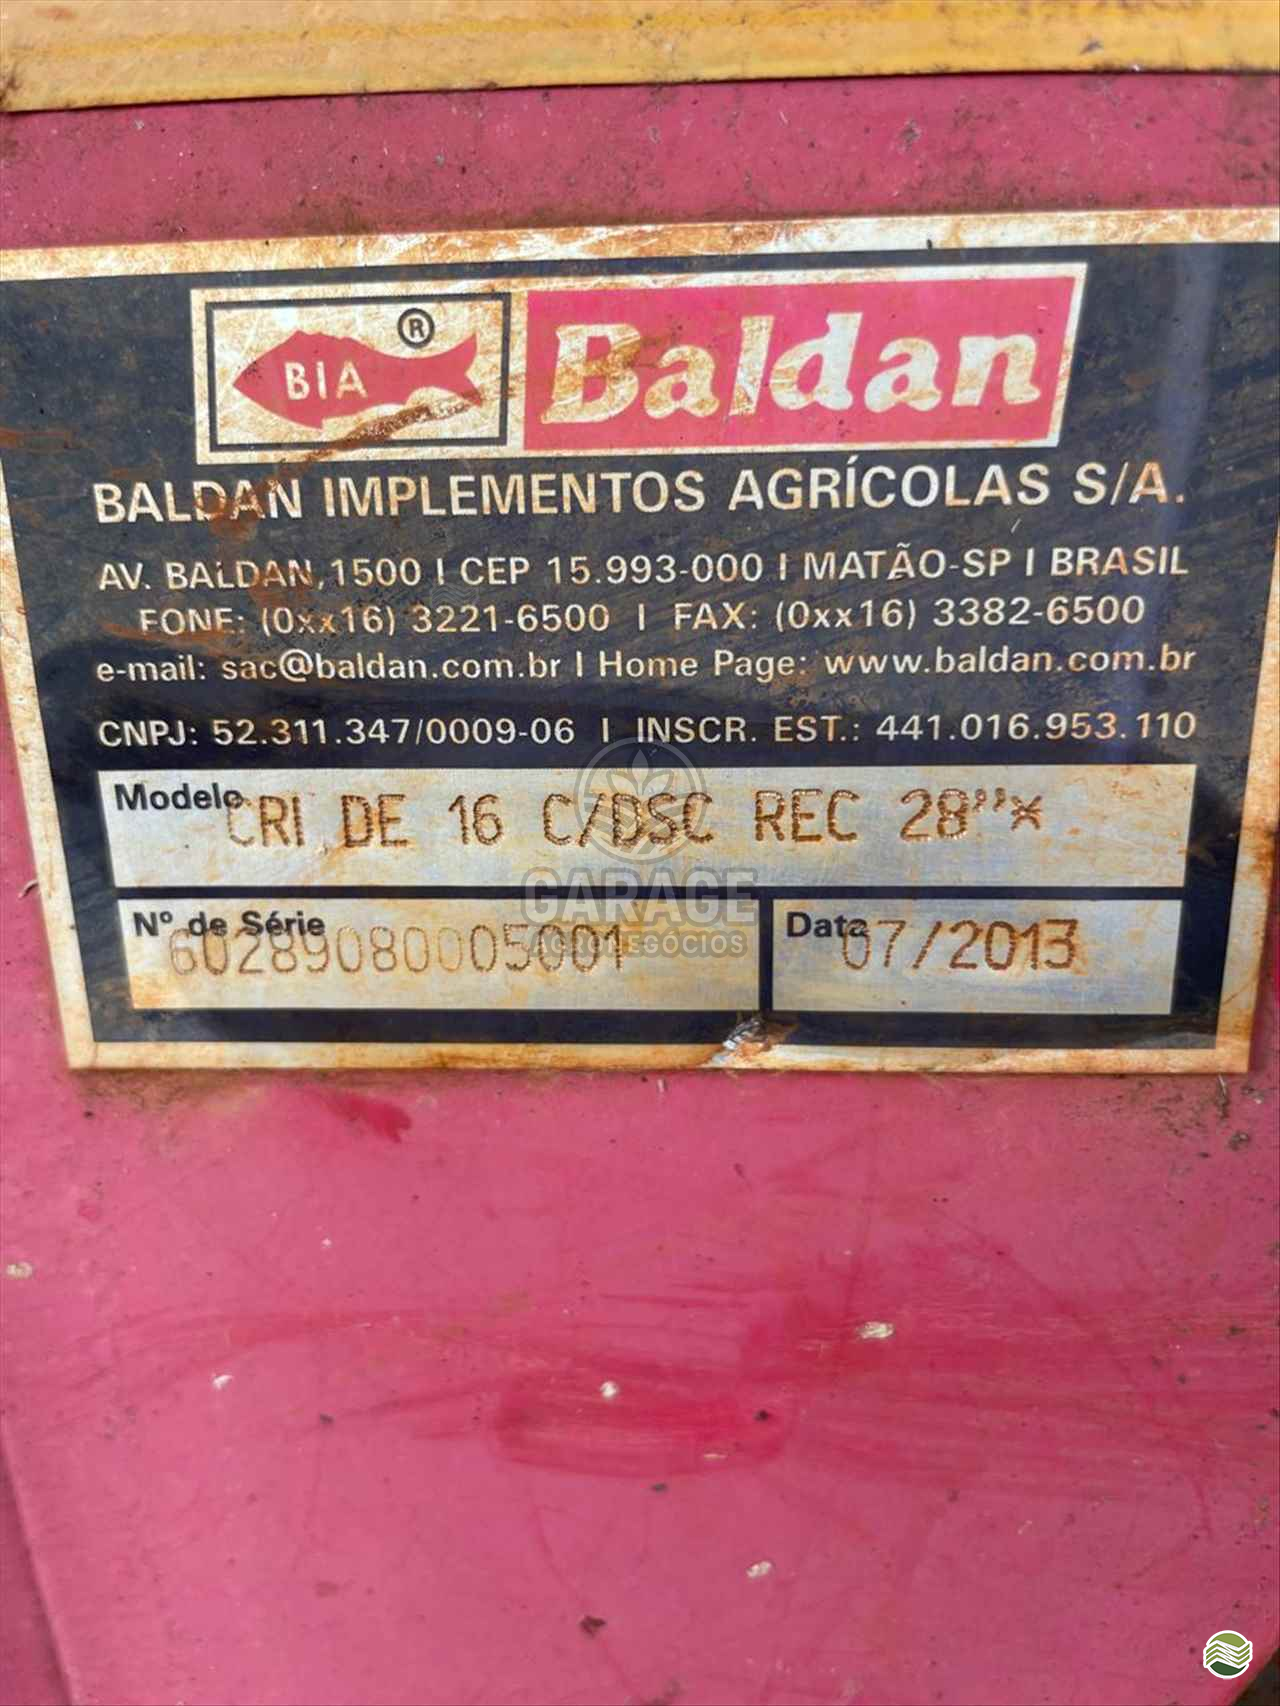 BIA ® Baldan
BALDAN IMPLEMENTOS AGRÍCOLAS S/A.
AV. BALDAN, 1500 I CEP 15.993-000 I MATÃO-SP I BRASIL
FONE: (0xx16) 3221-6500 I FAX: (0xx16) 3382-6500
e-mail: sac@baldan.com.br I Home Page: www.baldan.com.br
CNPJ: 52.311.347/0009-06 I INSCR. EST.: 441.016.953.110
Modelo CRI DE 16 C/DSC REC 28"*
GARAGE
AGRONEGÓCIOS
Nº de Série 60289080005001
Data 07/2013